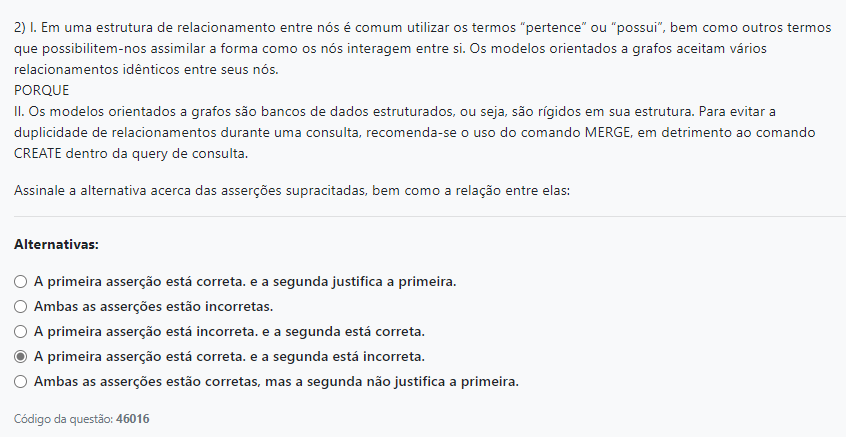 2) I. Em uma estrutura de relacionamento entre nós é comum utilizar os termos “pertence” ou “possui”, bem como outros termos
que possibilitem-nos assimilar a forma como os nós interagem entre si. Os modelos orientados a grafos aceitam vários
relacionamentos idênticos entre seus nós.
PORQUE
II. Os modelos orientados a grafos são bancos de dados estruturados, ou seja, são rígidos em sua estrutura. Para evitar a
duplicidade de relacionamentos durante uma consulta, recomenda-se o uso do comando MERGE, em detrimento ao comando
CREATE dentro da query de consulta.
Assinale a alternativa acerca das asserções supracitadas, bem como a relação entre elas:
Alternativas:
A primeira asserção está correta. e a segunda justifica a primeira.
Ambas as asserções estão incorretas.
A primeira asserção está incorreta. e a segunda está correta.
A primeira asserção está correta. e a segunda está incorreta.
Ambas as asserções estão corretas, mas a segunda não justifica a primeira.
Código da questão: 46016